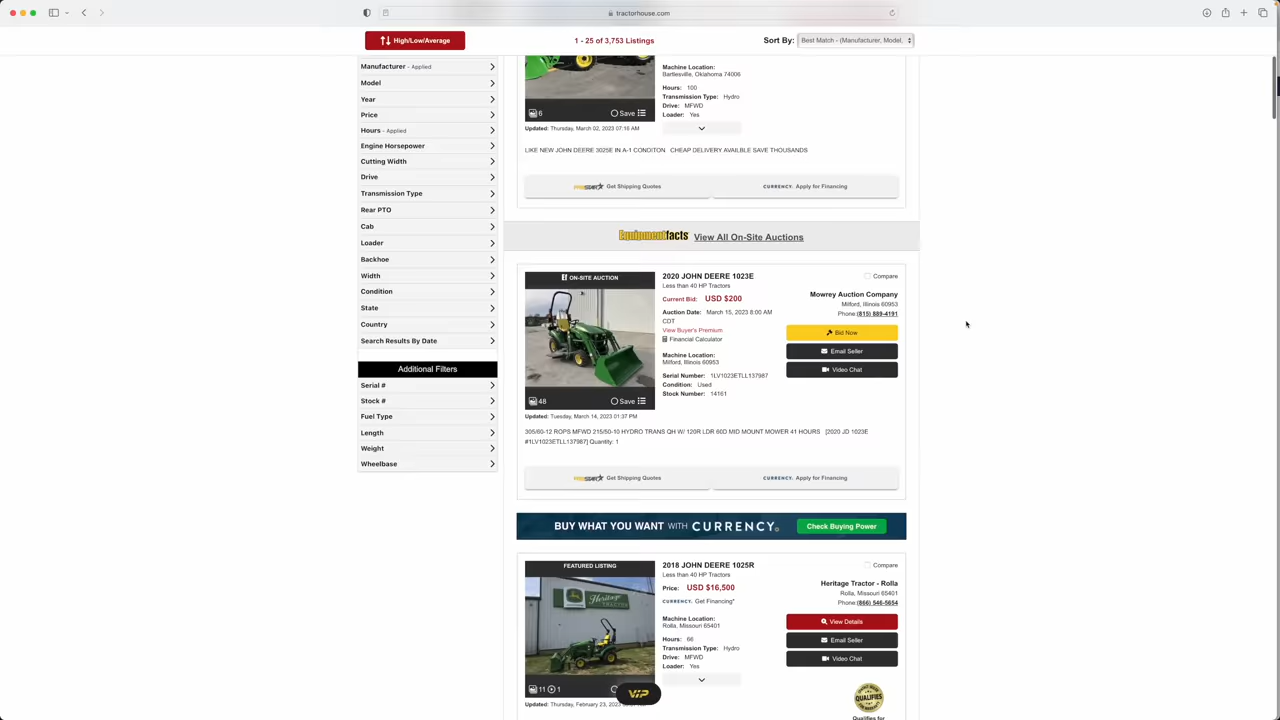 tractorhouse.com
High/Low/Average
1 - 25 of 3,753 Listings
Sort By:
Best Match - (Manufacturer, Model,
Manufacturer - Applied
Model
Year
Price
Hours - Applied
Engine Horsepower
Cutting Width
Drive
Transmission Type
Rear PTO
Cab
Loader
Backhoe
Width
Condition
State
Country
Search Results By Date
Additional Filters
Serial #
Stock #
Fuel Type
Length
Weight
Wheelbase
Machine Location:
Bartlesville, Oklahoma 74006
Hours: 100
Transmission Type: Hydro
Drive: MFWD
Loader: Yes
6
Save
Updated: Thursday, March 02, 2023 07:16 AM
LIKE NEW JOHN DEERE 3025E IN A-1 CONDITON CHEAP DELIVERY AVAILBLE SAVE THOUSANDS
Get Shipping Quotes
CURRENCY. Apply for Financing
Equipmentfacts View All On-Site Auctions
ON-SITE AUCTION
48
Save
Updated: Tuesday, March 14, 2023 01:37 PM
2020 JOHN DEERE 1023E
Less than 40 HP Tractors
Current Bid: USD $200
Auction Date: March 15, 2023 8:00 AM
CDT
View Buyer's Premium
Financial Calculator
Machine Location:
Milford, Illinois 60953
Serial Number: 1LV1023ETLL137987
Condition: Used
Stock Number: 14161
Compare
Mowrey Auction Company
Milford, Illinois 60953
Phone: (815) 889-4191
Bid Now
Email Seller
Video Chat
305/60-12 ROPS MFWD 215/50-10 HYDRO TRANS QH W/ 120R LDR 60D MID MOUNT MOWER 41 HOURS [2020 JD 1023E
#1LV1023ETLL137987] Quantity: 1
Get Shipping Quotes
CURRENCY. Apply for Financing
BUY WHAT YOU WANT WITH CURRENCY.
Check Buying Power
FEATURED LISTING
Heritage
11
1
VIP
Updated: Thursday, February 23, 20
2018 JOHN DEERE 1025R
Less than 40 HP Tractors
Price: USD $16,500
CURRENCY. Get Financing*
Machine Location:
Rolla, Missouri 65401
Hours: 66
Transmission Type: Hydro
Drive: MFWD
Loader: Yes
Compare
Heritage Tractor - Rolla
Rolla, Missouri 65401
Phone: (866) 546-5654
View Details
Email Seller
Video Chat
QUALIFIES
Qualifies for